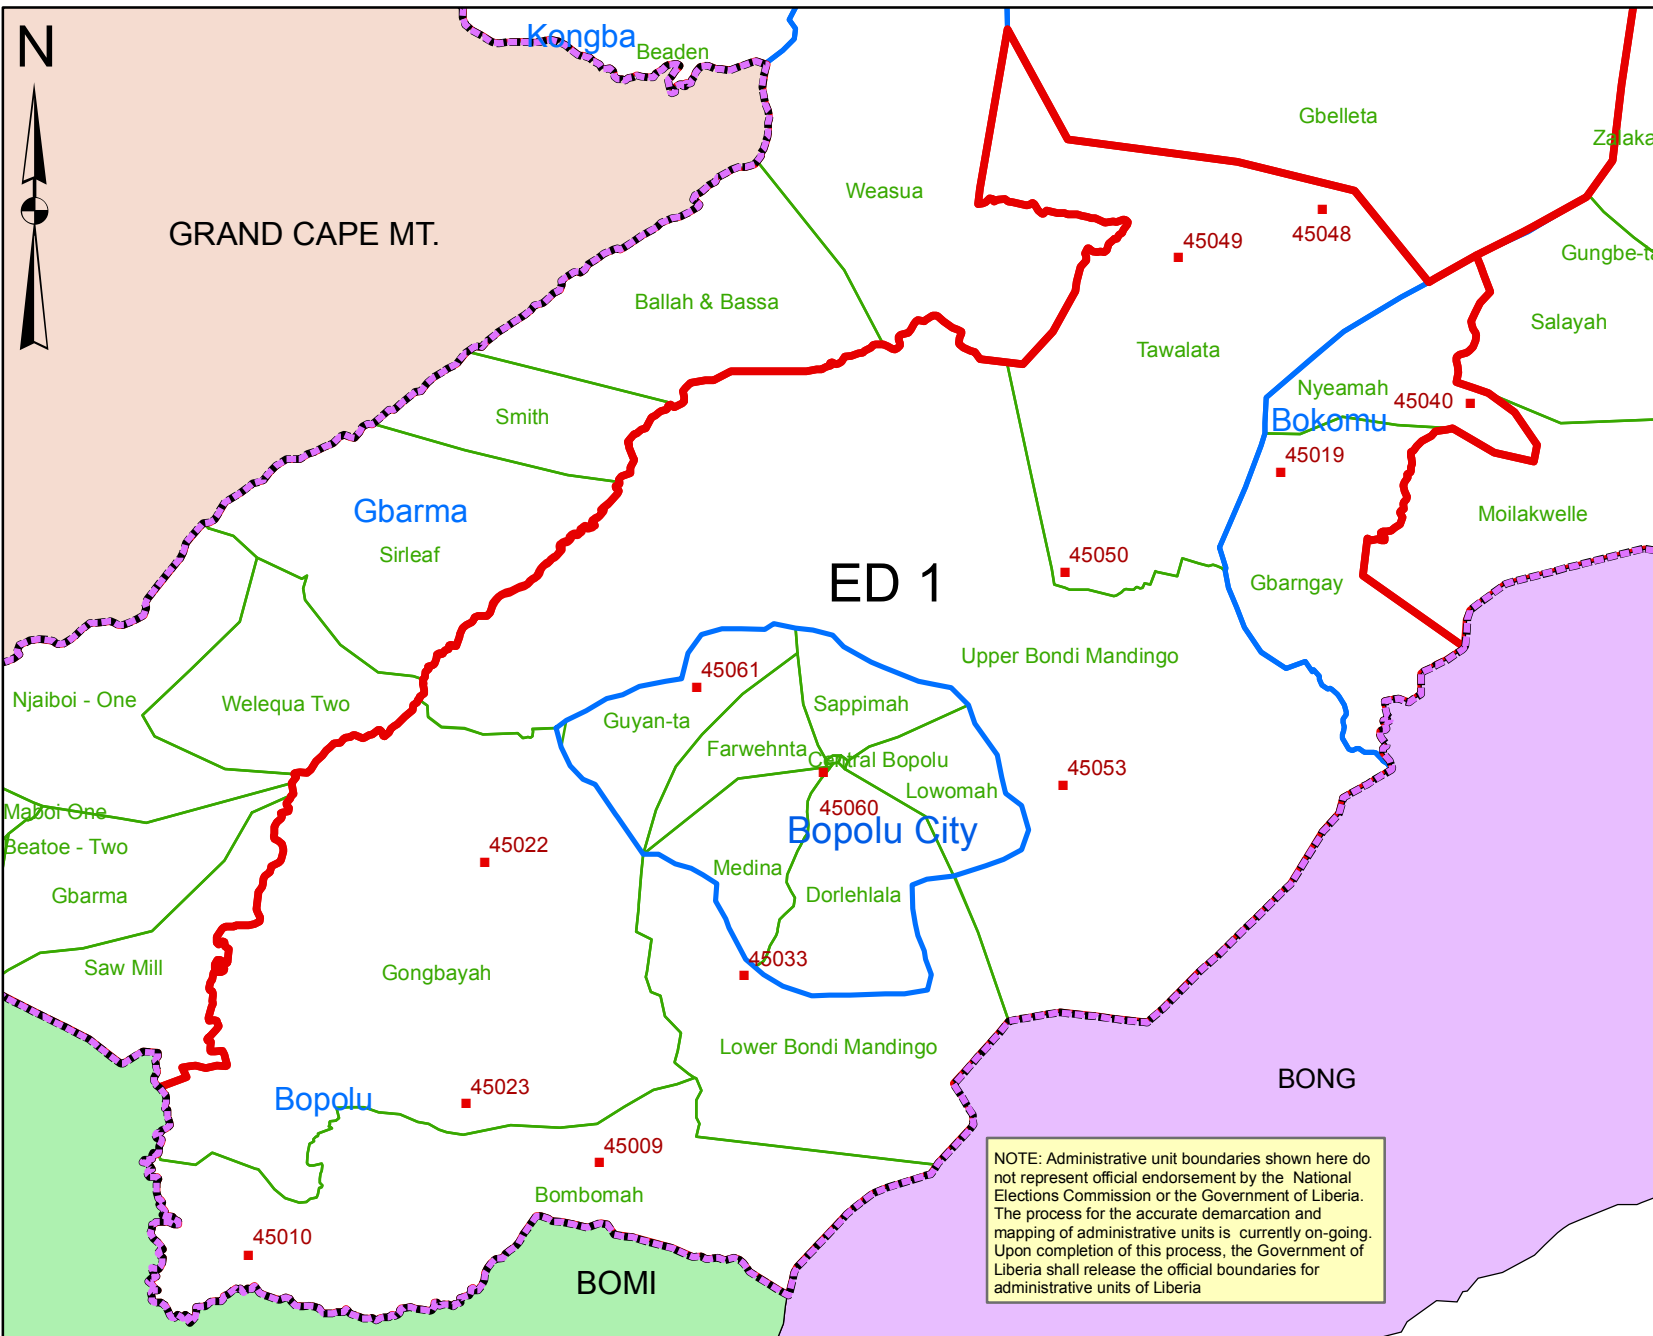 N
Kongba
Beaden
Gbelleta
Zalaka
Weasua
GRAND CAPE MT.
45049
45048
Gungbe-ta
Ballah & Bassa
Salayah
Tawalata
Nyeamah
45040
Smith
Bokomu
45019
Gbarma
Moilakwelle
Sirleaf
45050
ED 1
Gbarngay
Upper Bondi Mandingo
45061
Njaiboi - One
Welequa Two
Sappimah
Guyan-ta
Farwehnta
Central Bopolu
45053
Lowomah
Maboi One
45060
Bopolu City
Beatoe - Two
45022
Medina
Gbarma
Dorlehlala
45033
Saw Mill
Gongbayah
Lower Bondi Mandingo
BONG
45023
Bopolu
45009
Bombomah
45010
BOMI
NOTE: Administrative unit boundaries shown here do
not represent official endorsement by the National
Elections Commission or the Government of Liberia.
The process for the accurate demarcation and
mapping of administrative units is currently on-going.
Upon completion of this process, the Government of
Liberia shall release the official boundaries for
administrative units of Liberia